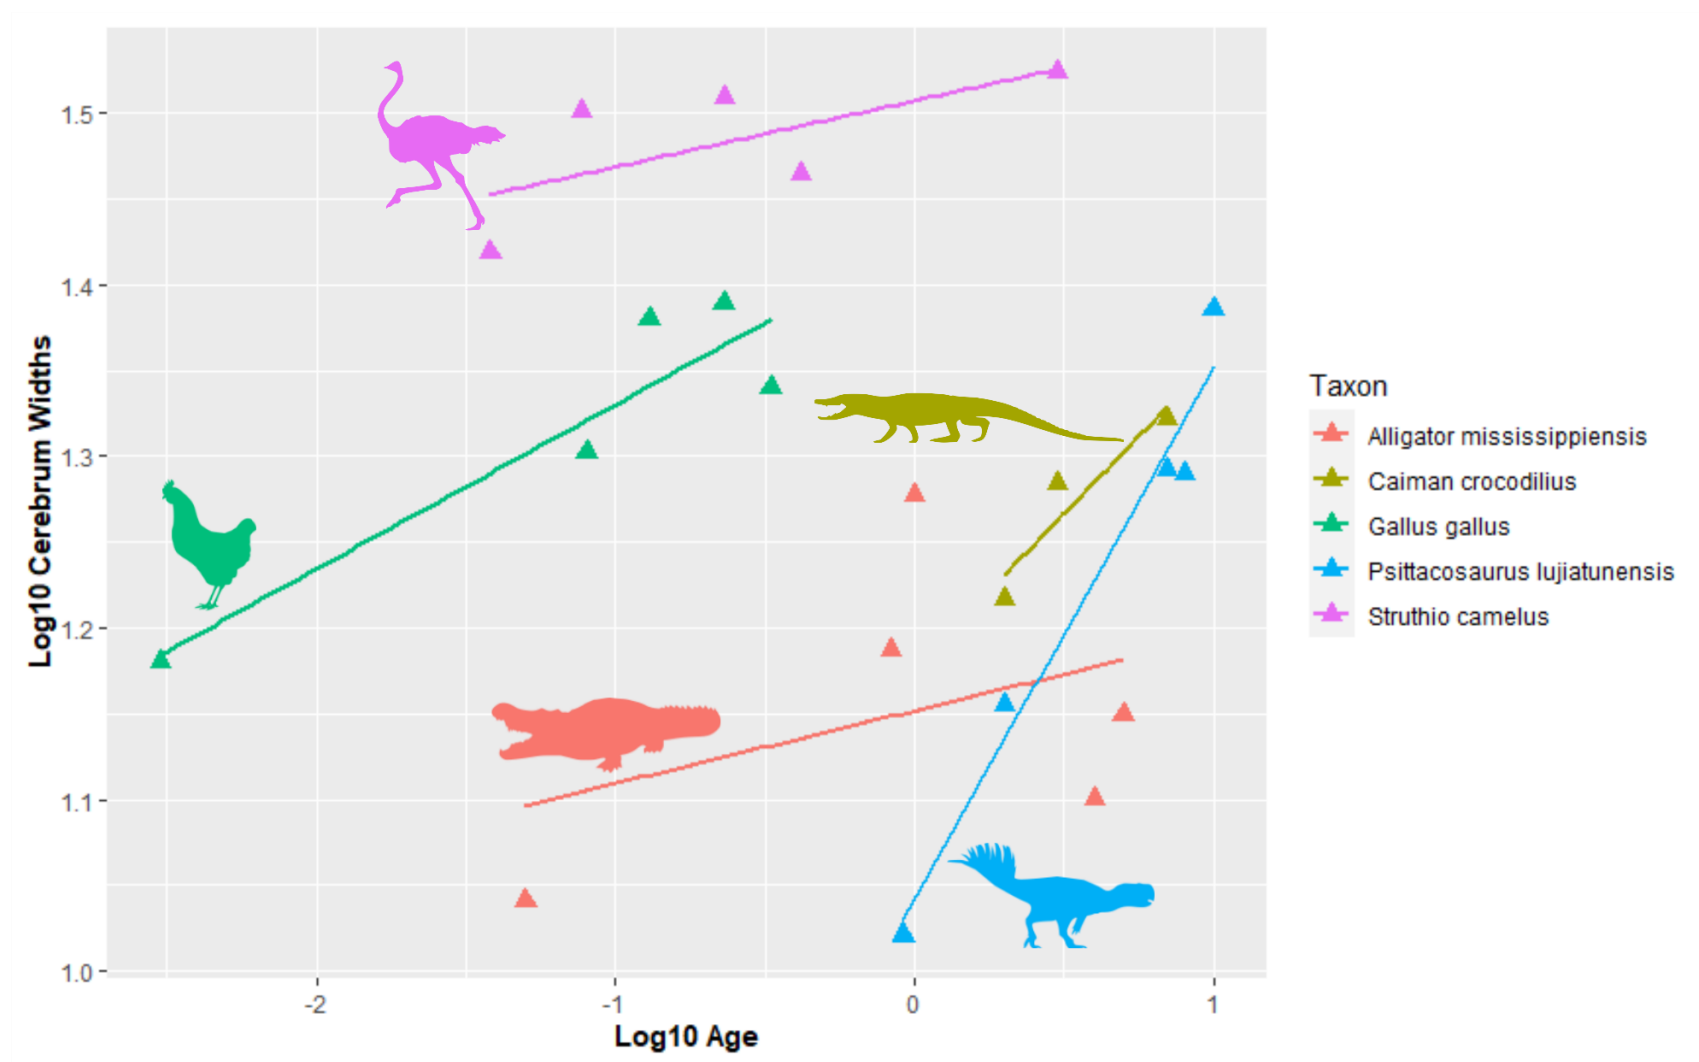 1.5
1.4
1.3
1.2
1.1
1.0
Log10 Cerebrum Widths
-2
-1
0
1
Log10 Age
Taxon
Alligator mississippiensis
Caiman crocodilius
Gallus gallus
Psittacosaurus lujiatunensis
Struthio camelus